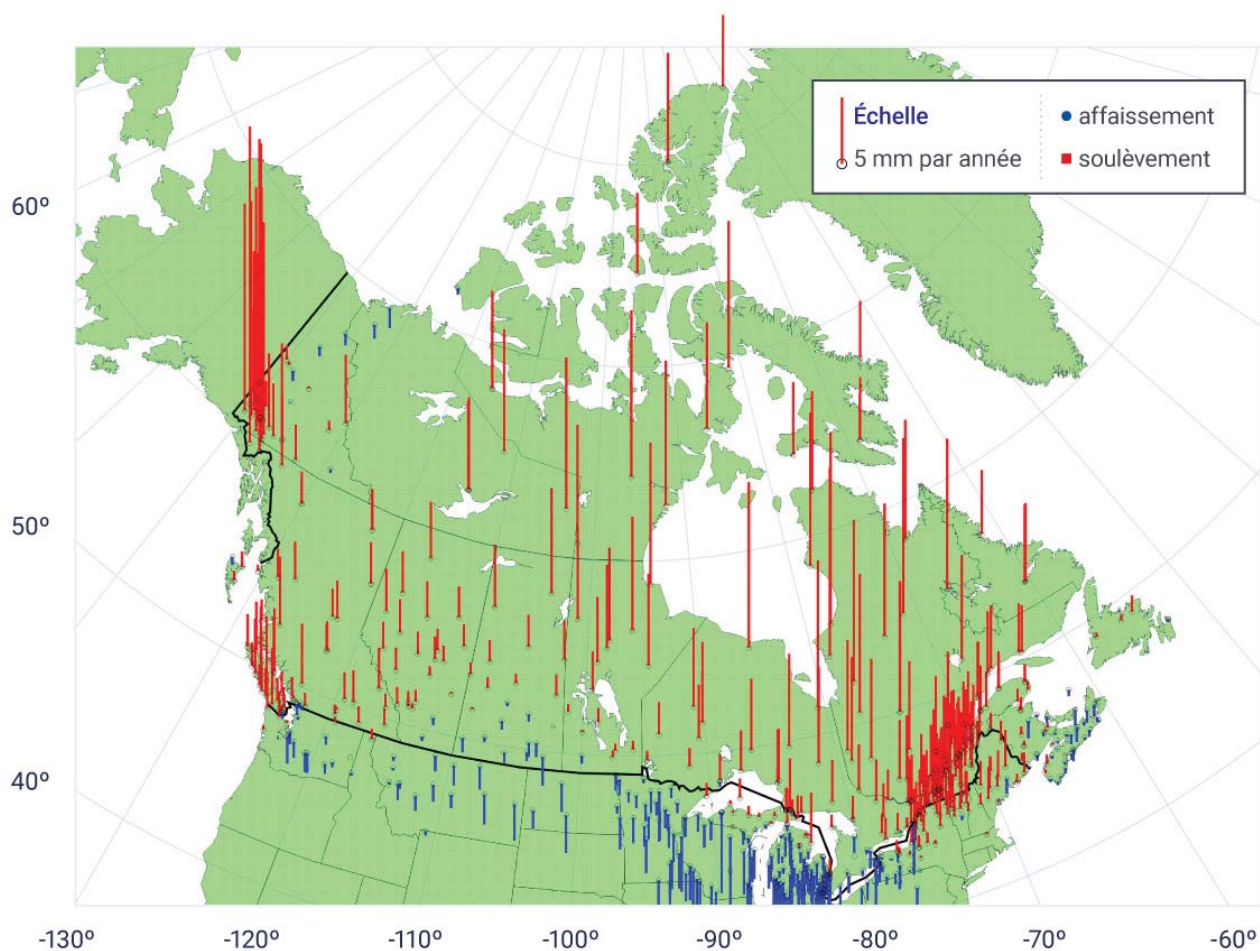 Échelle
5 mm par année
affaissement
soulèvement
60º
50º
40º
-130º -120º -110º -100º -90º -80º -70º -60º